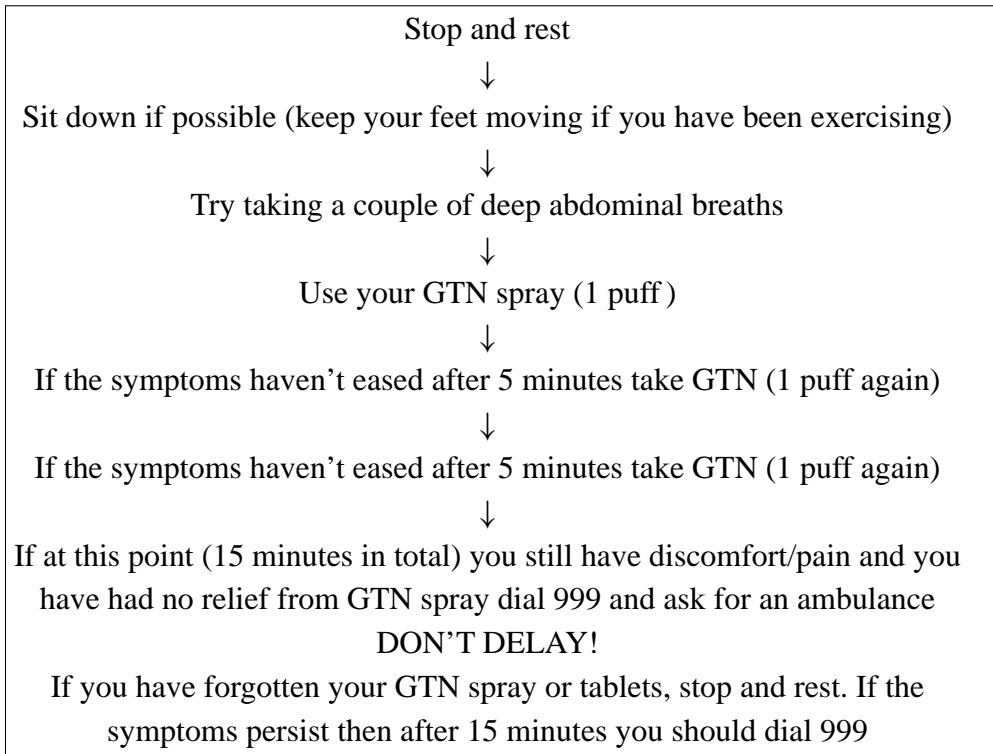 Stop and rest
↓
Sit down if possible (keep your feet moving if you have been exercising)
↓
Try taking a couple of deep abdominal breaths
↓
Use your GTN spray (1 puff)
↓
If the symptoms haven’t eased after 5 minutes take GTN (1 puff again)
↓
If the symptoms haven’t eased after 5 minutes take GTN (1 puff again)
↓
If at this point (15 minutes in total) you still have discomfort/pain and you
have had no relief from GTN spray dial 999 and ask for an ambulance
DON’T DELAY!
If you have forgotten your GTN spray or tablets, stop and rest. If the
symptoms persist then after 15 minutes you should dial 999